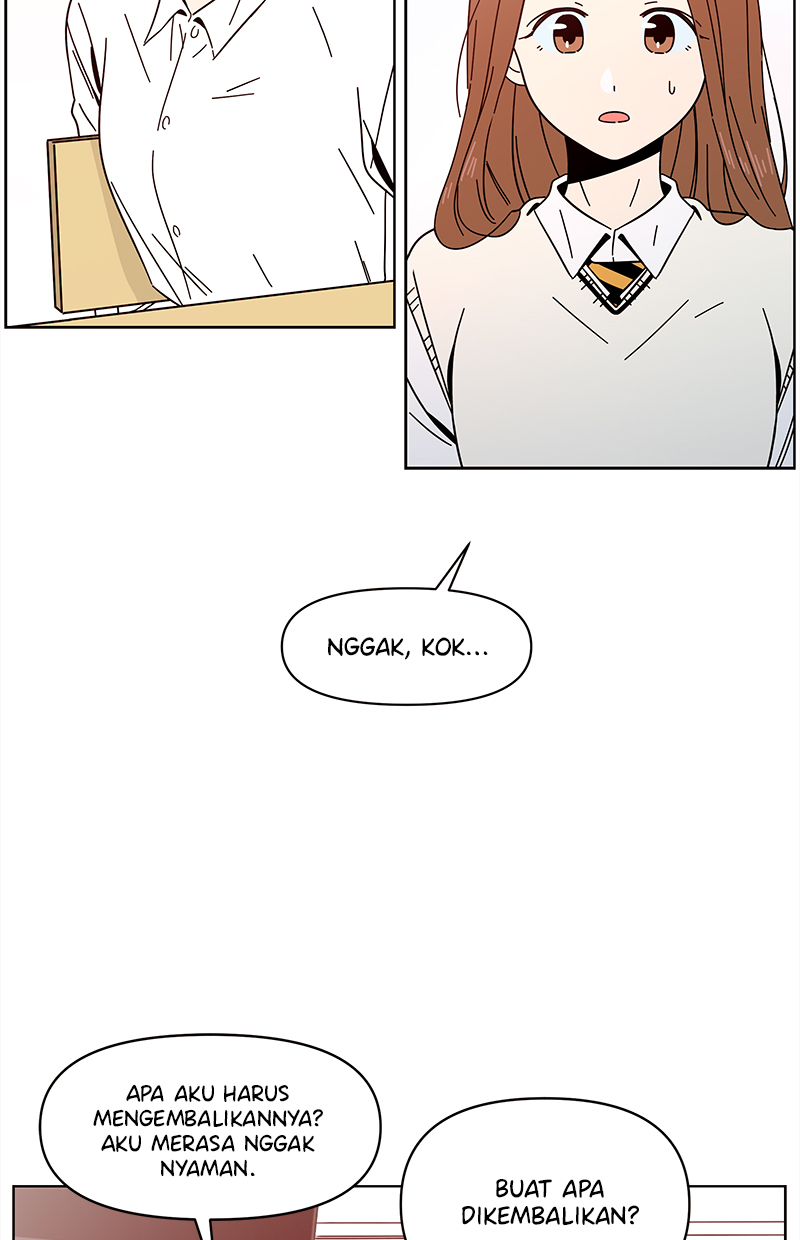 NGGAK, KOK...
APA AKU HARUS
MENGEMBALIKANNYA?
AKU MERASA NGGAK
NYAMAN.
BUAT APA
DIKEMBALIKAN?